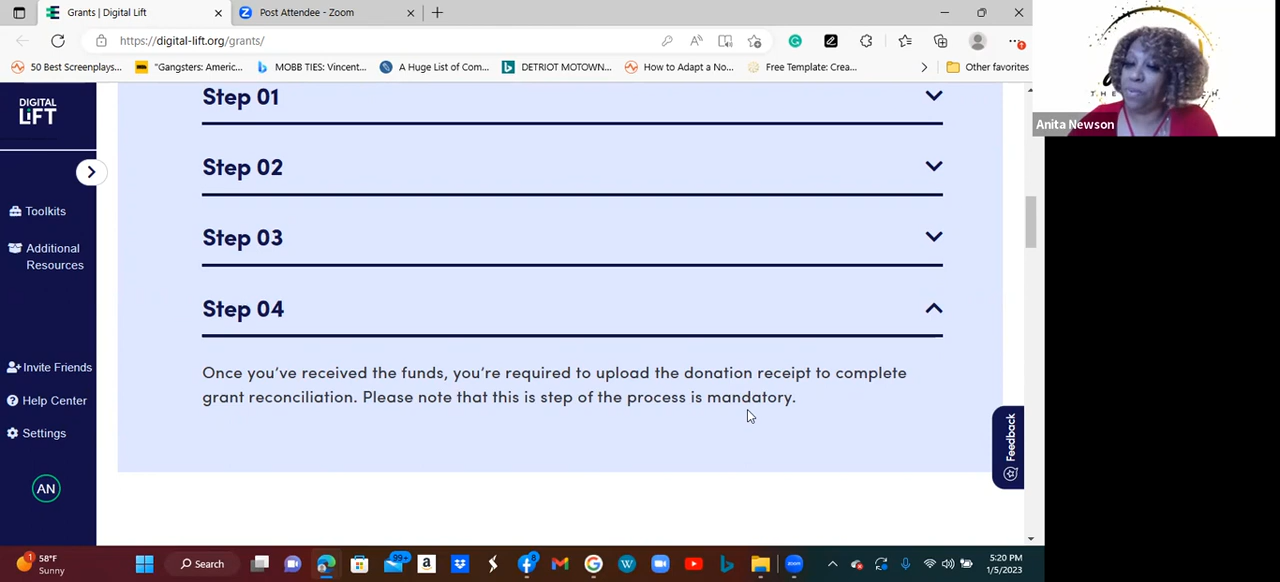 Grants | Digital Lift
Post Attendee - Zoom
https://digital-lift.org/grants/
50 Best Screenplays...
"Gangsters: Americ...
MOBB TIES: Vincent...
A Huge List of Com...
DETRIOT MOTOWN...
How to Adapt a No...
Free Template: Crea...
Other favorites
DIGITAL
LiFT
Toolkits
Additional
Resources
Invite Friends
Help Center
Settings
AN
Step 01
Step 02
Step 03
Step 04
Once you've received the funds, you're required to upload the donation receipt to complete
grant reconciliation. Please note that this is step of the process is mandatory.
Feedback
Anita Newson
1
58°F
Sunny
Search
99+
8
5:20 PM
1/5/2023